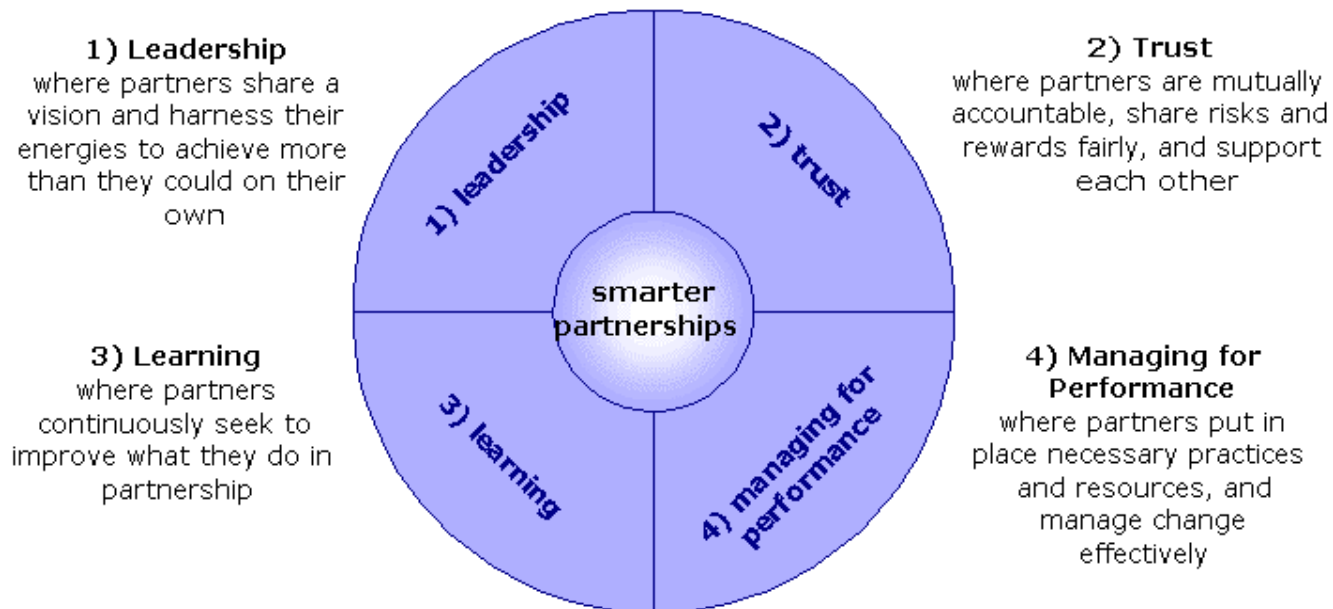 1) Leadership
where partners share a
vision and harness their
energies to achieve more
than they could on their
own
2) Trust
where partners are mutually
accountable, share risks and
rewards fairly, and support
each other
1) leadership
2) trust
smarter
partnerships
3) learning
4) managing for
performance
3) Learning
where partners
continuously seek to
improve what they do in
partnership
4) Managing for
Performance
where partners put in
place necessary practices
and resources, and
manage change
effectively